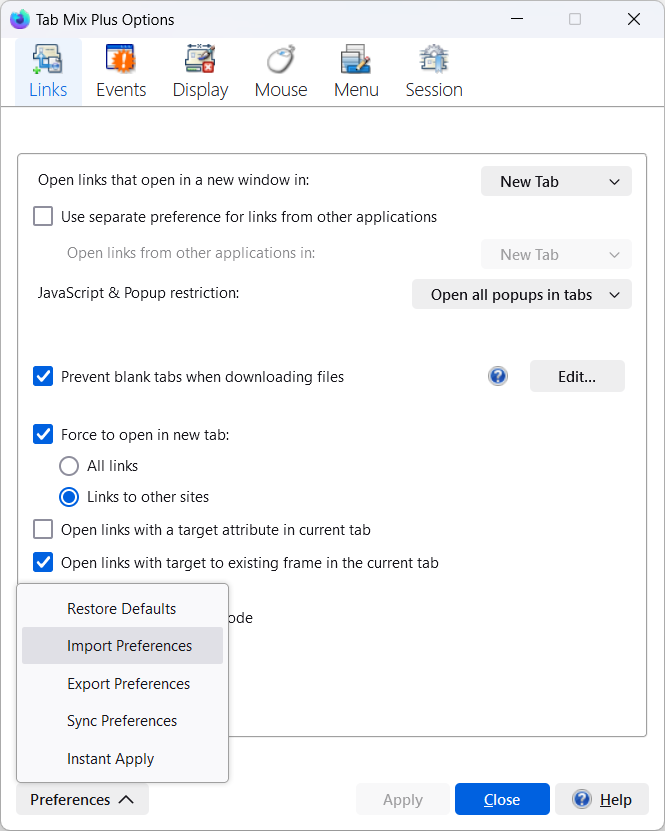 Tab Mix Plus Options
Links Events Display Mouse Menu Session
Open links that open in a new window in: New Tab
Use separate preference for links from other applications
Open links from other applications in: New Tab
JavaScript & Popup restriction: Open all popups in tabs
Prevent blank tabs when downloading files ? Edit...
Force to open in new tab:
All links
Links to other sites
Open links with a target attribute in current tab
Open links with target to existing frame in the current tab
Restore Defaults
ode
Import Preferences
Export Preferences
Sync Preferences
Instant Apply
Preferences Apply Close ? Help